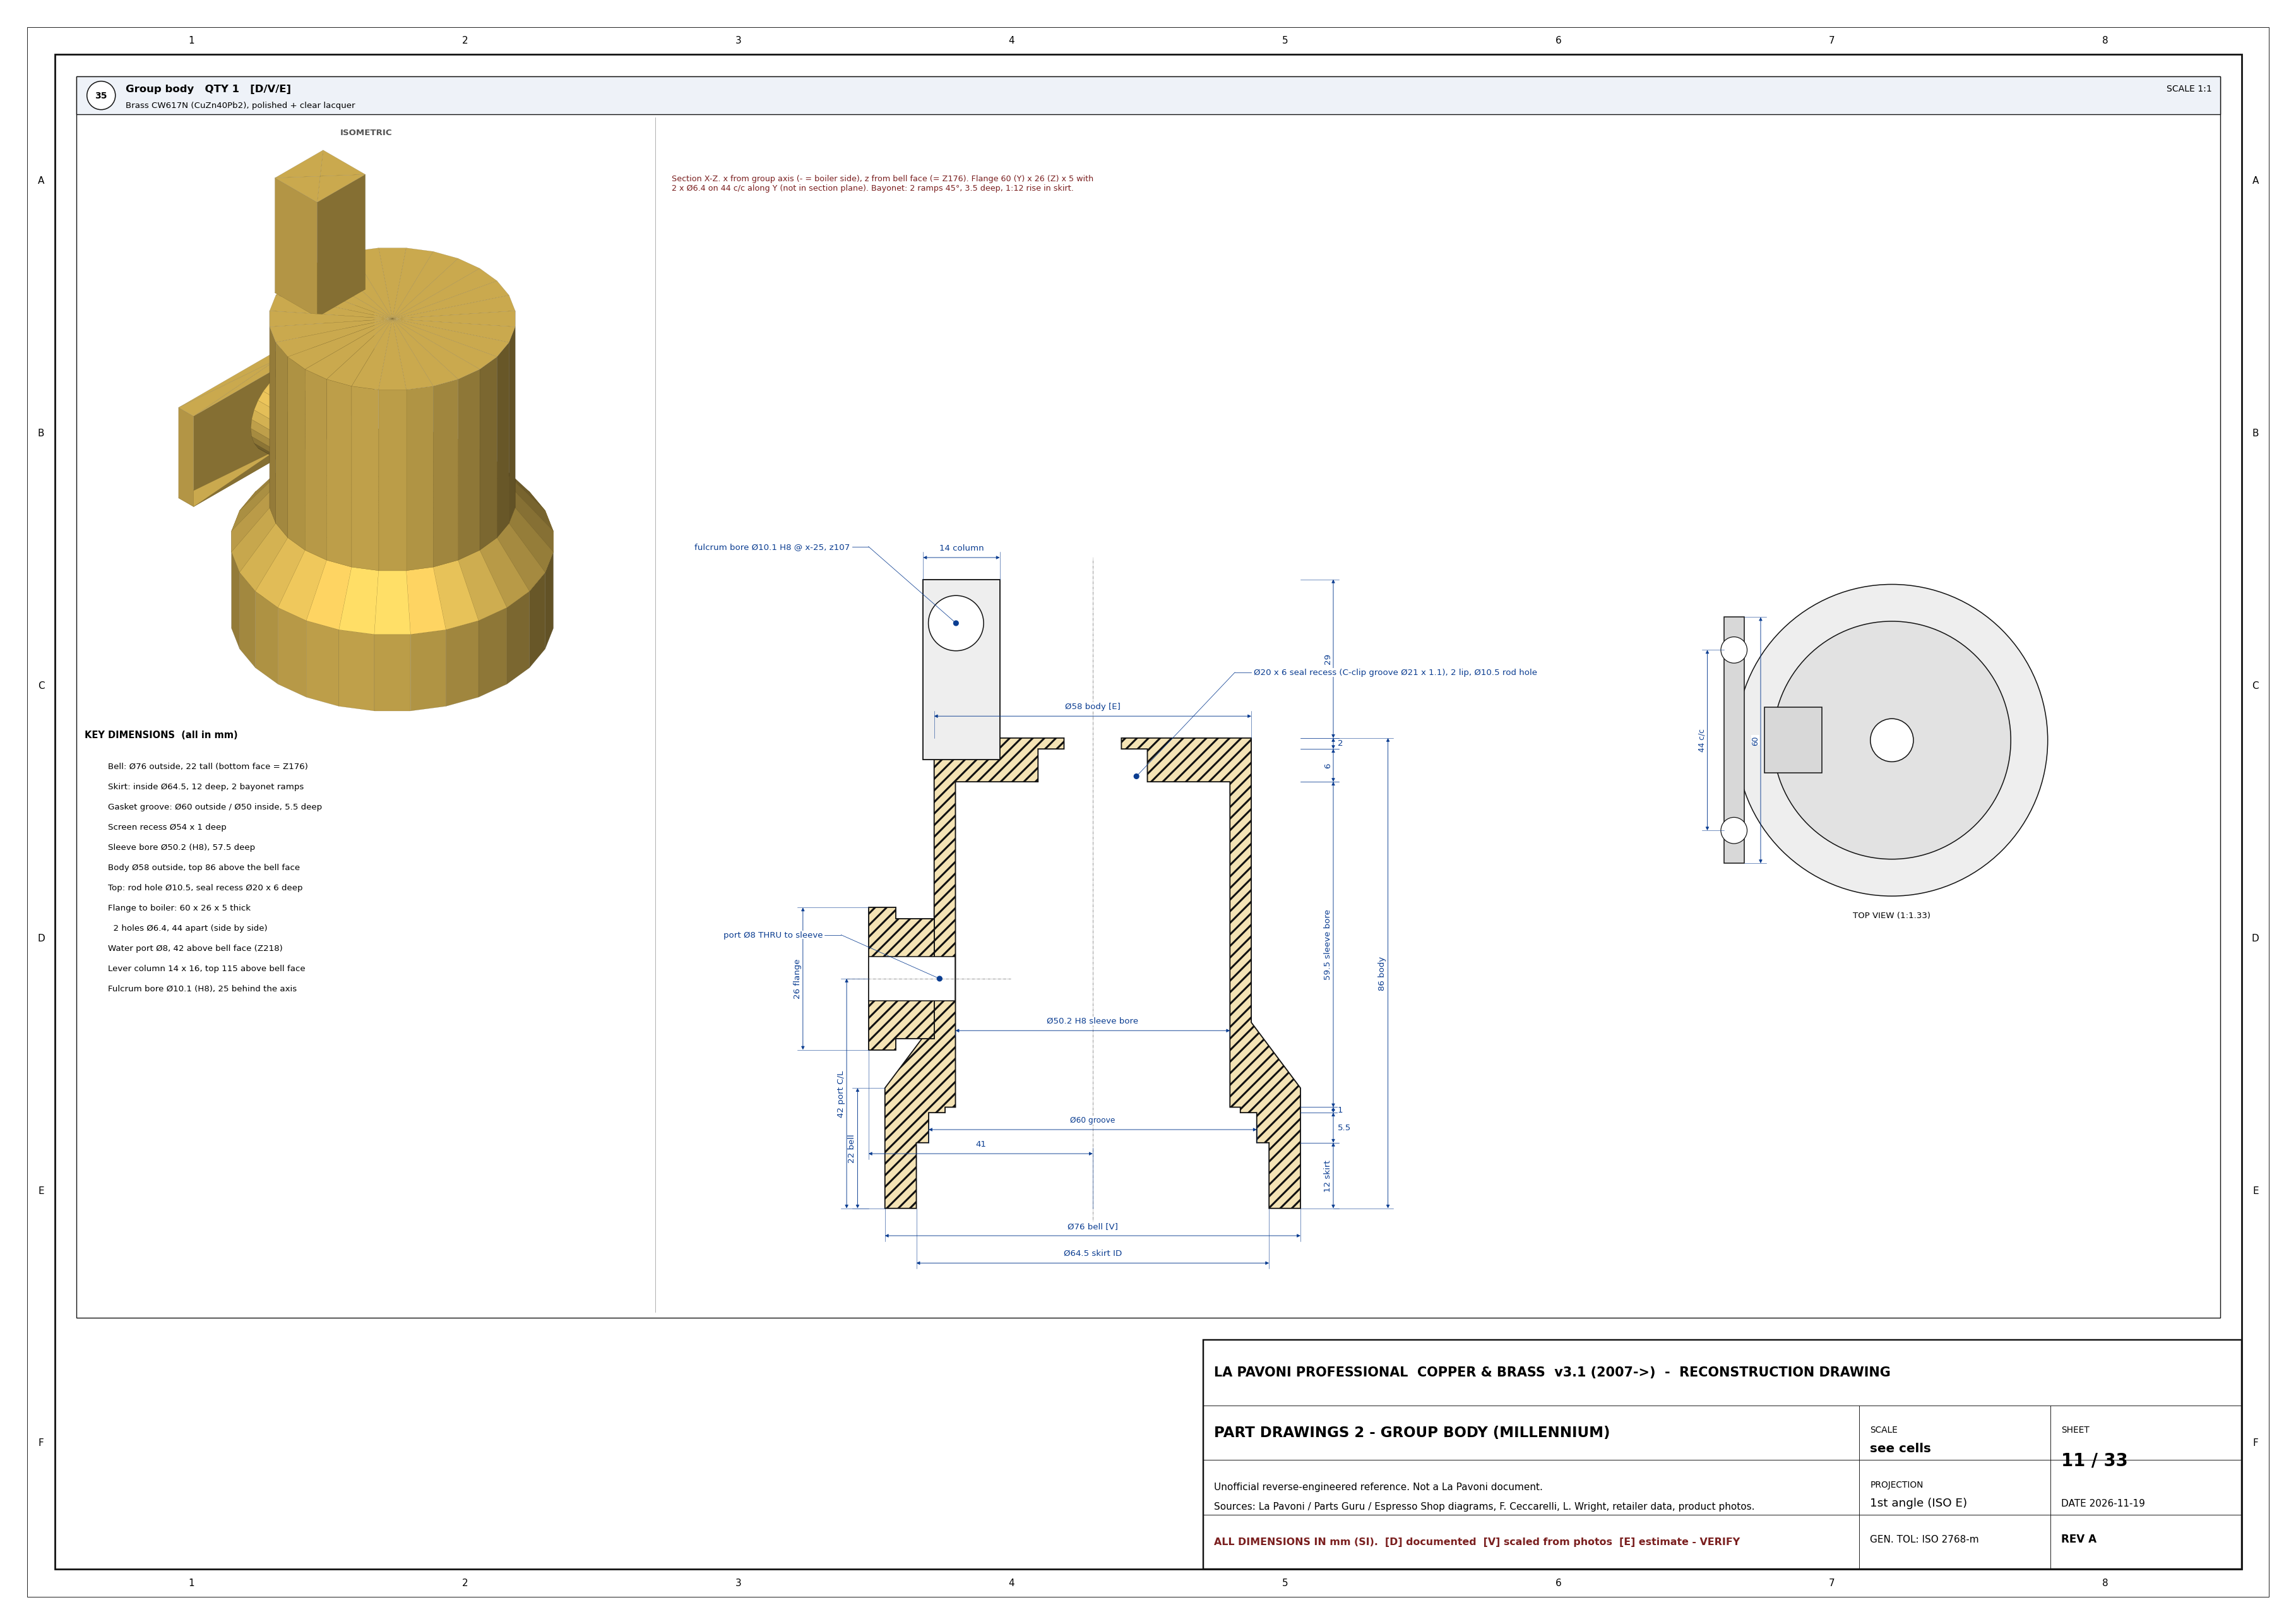 1 2 3 4 5 6 7 8
35
Group body QTY 1 [D/V/E]
SCALE 1:1
Brass CW617N (CuZn40Pb2), polished + clear lacquer
ISOMETRIC
A A
Section X-Z. x from group axis (- = boiler side), z from bell face (= Z176). Flange 60 (Y) x 26 (Z) x 5 with
2 x Ø6.4 on 44 c/c along Y (not in section plane). Bayonet: 2 ramps 45°, 3.5 deep, 1:12 rise in skirt.
B B
fulcrum bore Ø10.1 H8 @ x-25, z107
14 column
29
Ø20 x 6 seal recess (C-clip groove Ø21 x 1.1), 2 lip, Ø10.5 rod hole
C C
Ø58 body [E]
2
6
44 c/c
60
TOP VIEW (1:1.33)
KEY DIMENSIONS (all in mm)
Bell: Ø76 outside, 22 tall (bottom face = Z176)
Skirt: inside Ø64.5, 12 deep, 2 bayonet ramps
Gasket groove: Ø60 outside / Ø50 inside, 5.5 deep
Screen recess Ø54 x 1 deep
Sleeve bore Ø50.2 (H8), 57.5 deep
Body Ø58 outside, top 86 above the bell face
Top: rod hole Ø10.5, seal recess Ø20 x 6 deep
Flange to boiler: 60 x 26 x 5 thick
2 holes Ø6.4, 44 apart (side by side)
Water port Ø8, 42 above bell face (Z218)
Lever column 14 x 16, top 115 above bell face
Fulcrum bore Ø10.1 (H8), 25 behind the axis
D D
port Ø8 THRU to sleeve
26 flange
59.5 sleeve bore
86 body
Ø50.2 H8 sleeve bore
42 port C/L
22 bell
Ø60 groove
1
5.5
41
12 skirt
E E
Ø76 bell [V]
Ø64.5 skirt ID
LA PAVONI PROFESSIONAL COPPER & BRASS v3.1 (2007->) - RECONSTRUCTION DRAWING
PART DRAWINGS 2 - GROUP BODY (MILLENNIUM)
SCALE
see cells
SHEET
11 / 33
F F
Unofficial reverse-engineered reference. Not a La Pavoni document.
Sources: La Pavoni / Parts Guru / Espresso Shop diagrams, F. Ceccarelli, L. Wright, retailer data, product photos.
PROJECTION
1st angle (ISO E)
DATE 2026-11-19
ALL DIMENSIONS IN mm (SI). [D] documented [V] scaled from photos [E] estimate - VERIFY
GEN. TOL: ISO 2768-m
REV A
1 2 3 4 5 6 7 8